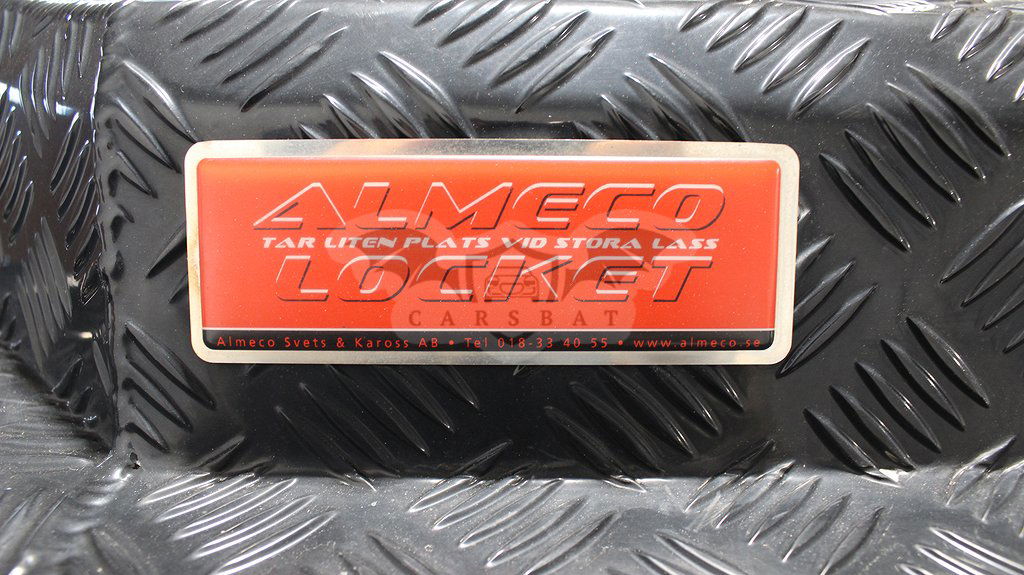 ALMECO
TAR LITEN PLATS VID STORA LASS
LOCKET
CARSBAT
Almeco Svets & Kaross AB • Tel 018-33 40 55 • www.almeco.se